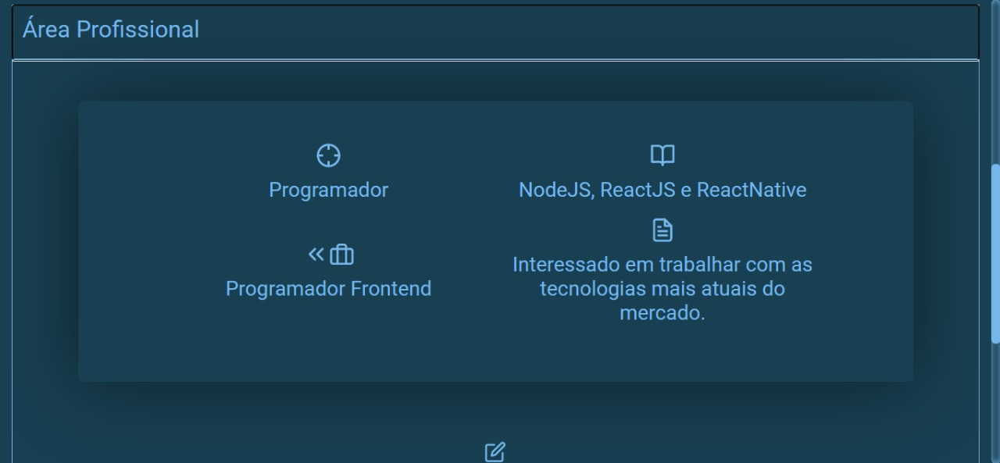 Área Profissional
Programador
NodeJS, ReactJS e ReactNative
Programador Frontend
Interessado em trabalhar com as
tecnologias mais atuais do
mercado.